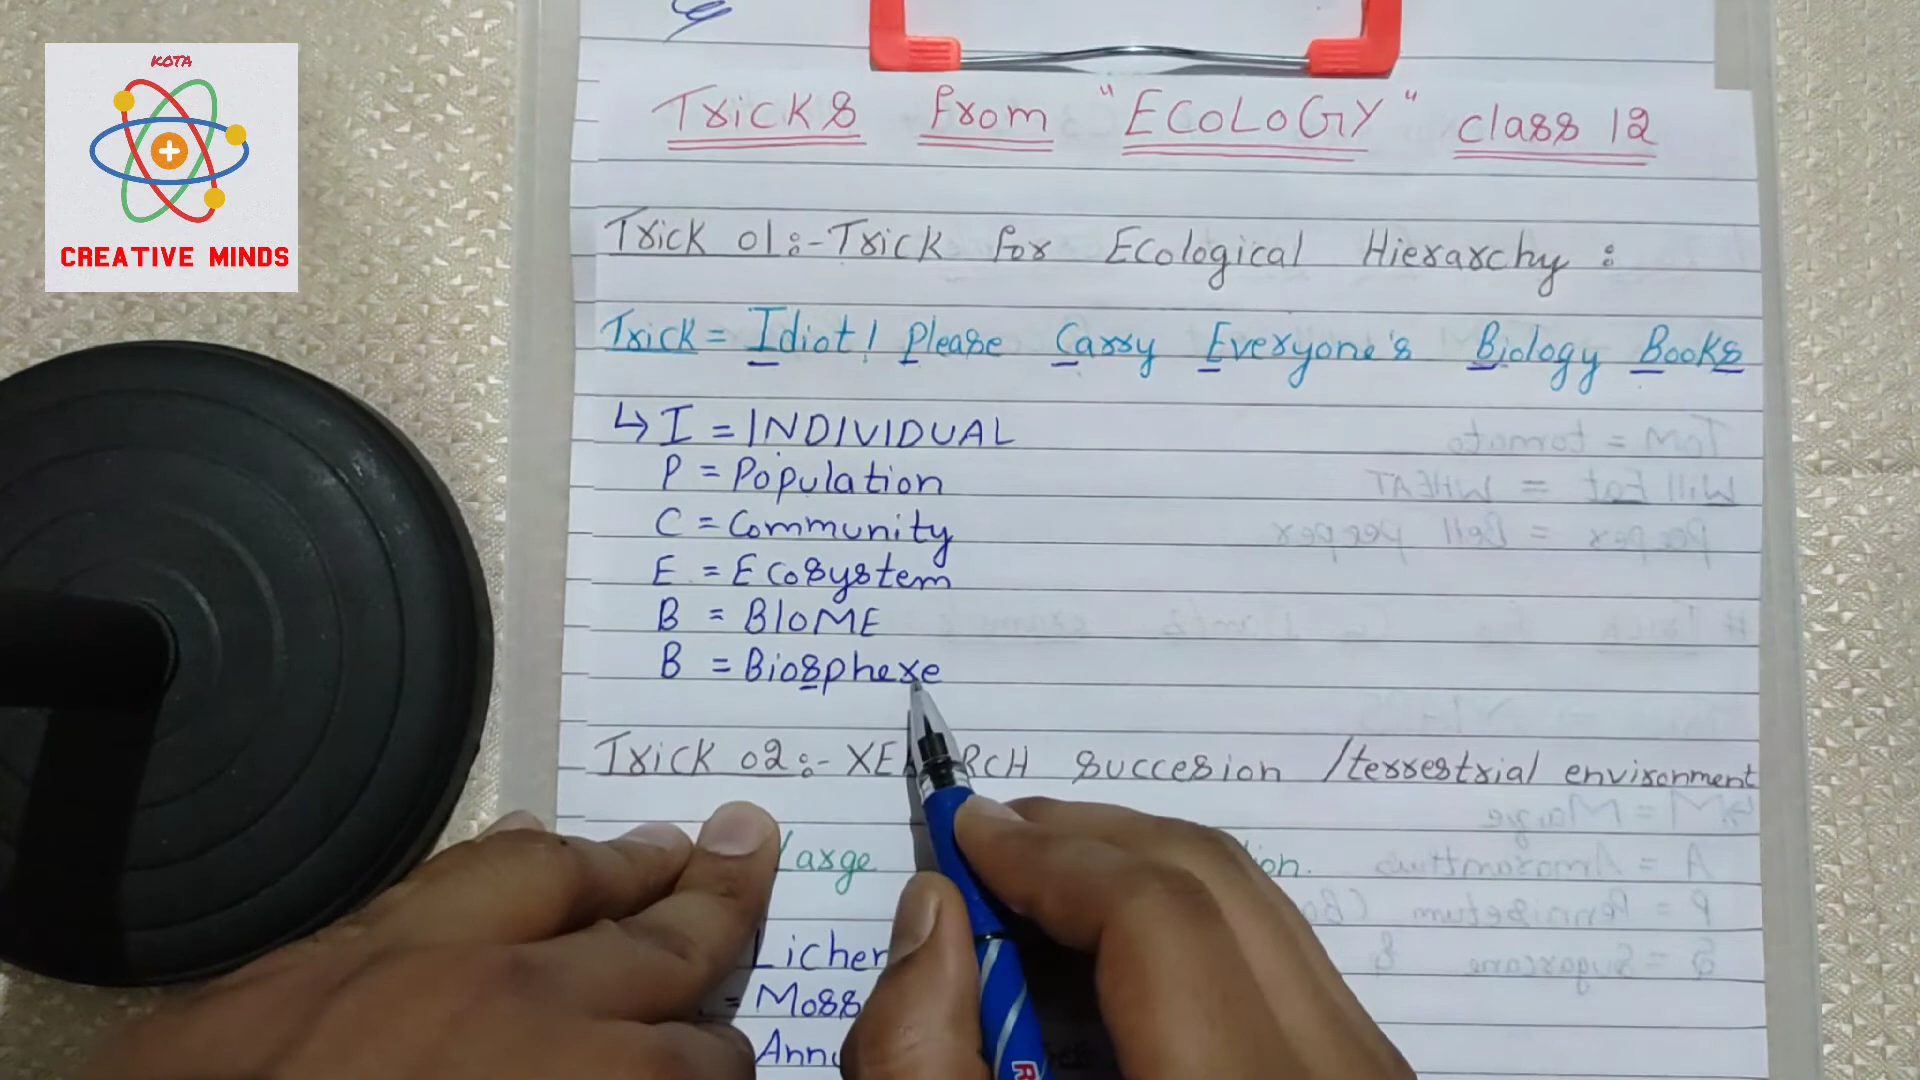 KOTA
CREATIVE MINDS
Tricks from "ECOLOGY" class 12
Trick 01:- Trick for Ecological Hierarchy :
Trick = Idiot! Please Carry Everyone's Biology Books
↳ I = INDIVIDUAL
P = Population
C = Community
E = Ecosystem
B = BIOME
B = Biosphere
Trick 02:- RCH succesion /terrestrial environment
Large
Lichen
= Moss